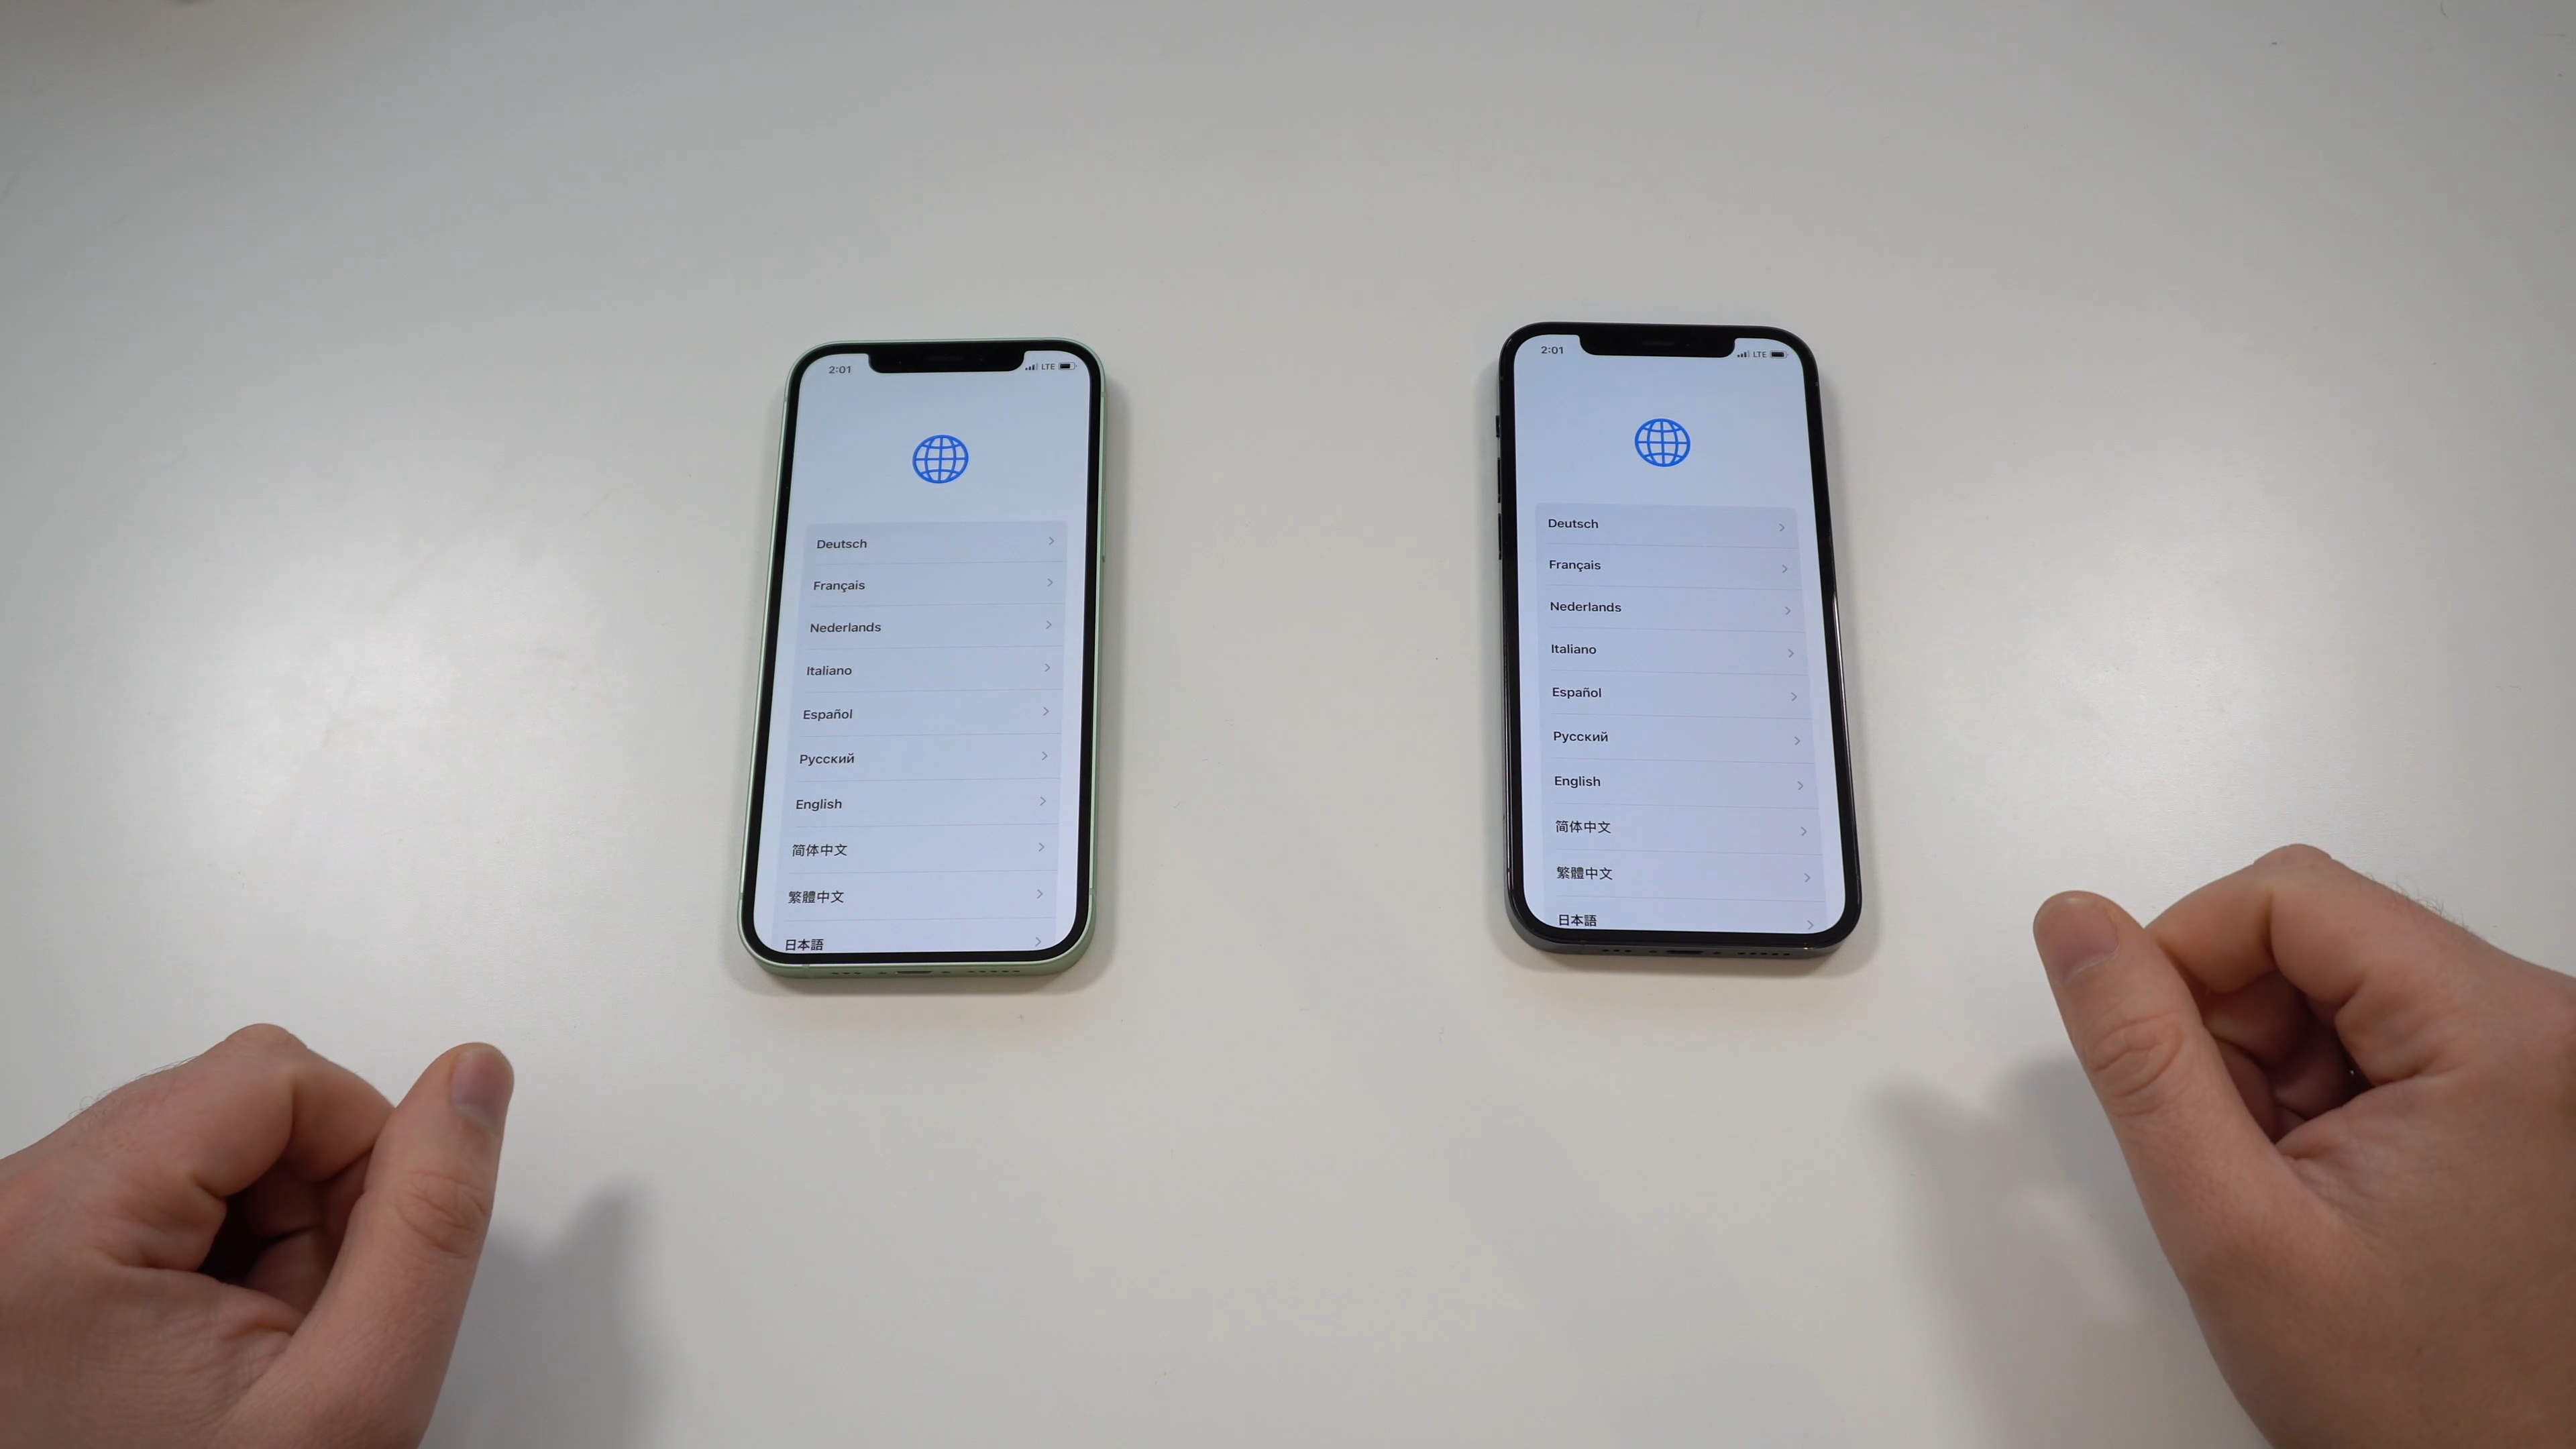 2:01
LTE
Deutsch
Français
Nederlands
Italiano
Español
Русский
English
简体中文
繁體中文
日本語
2:01
LTE
Deutsch
Français
Nederlands
Italiano
Español
Русский
English
简体中文
繁體中文
日本語